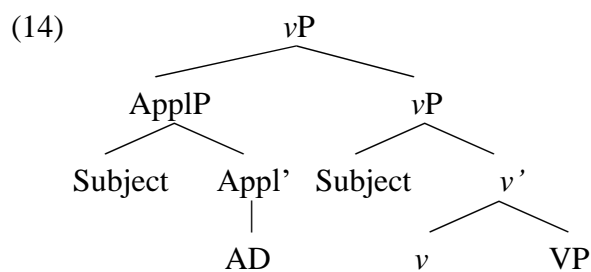 (14) vP
ApplP vP
Subject Appl’ Subject v’
AD v VP